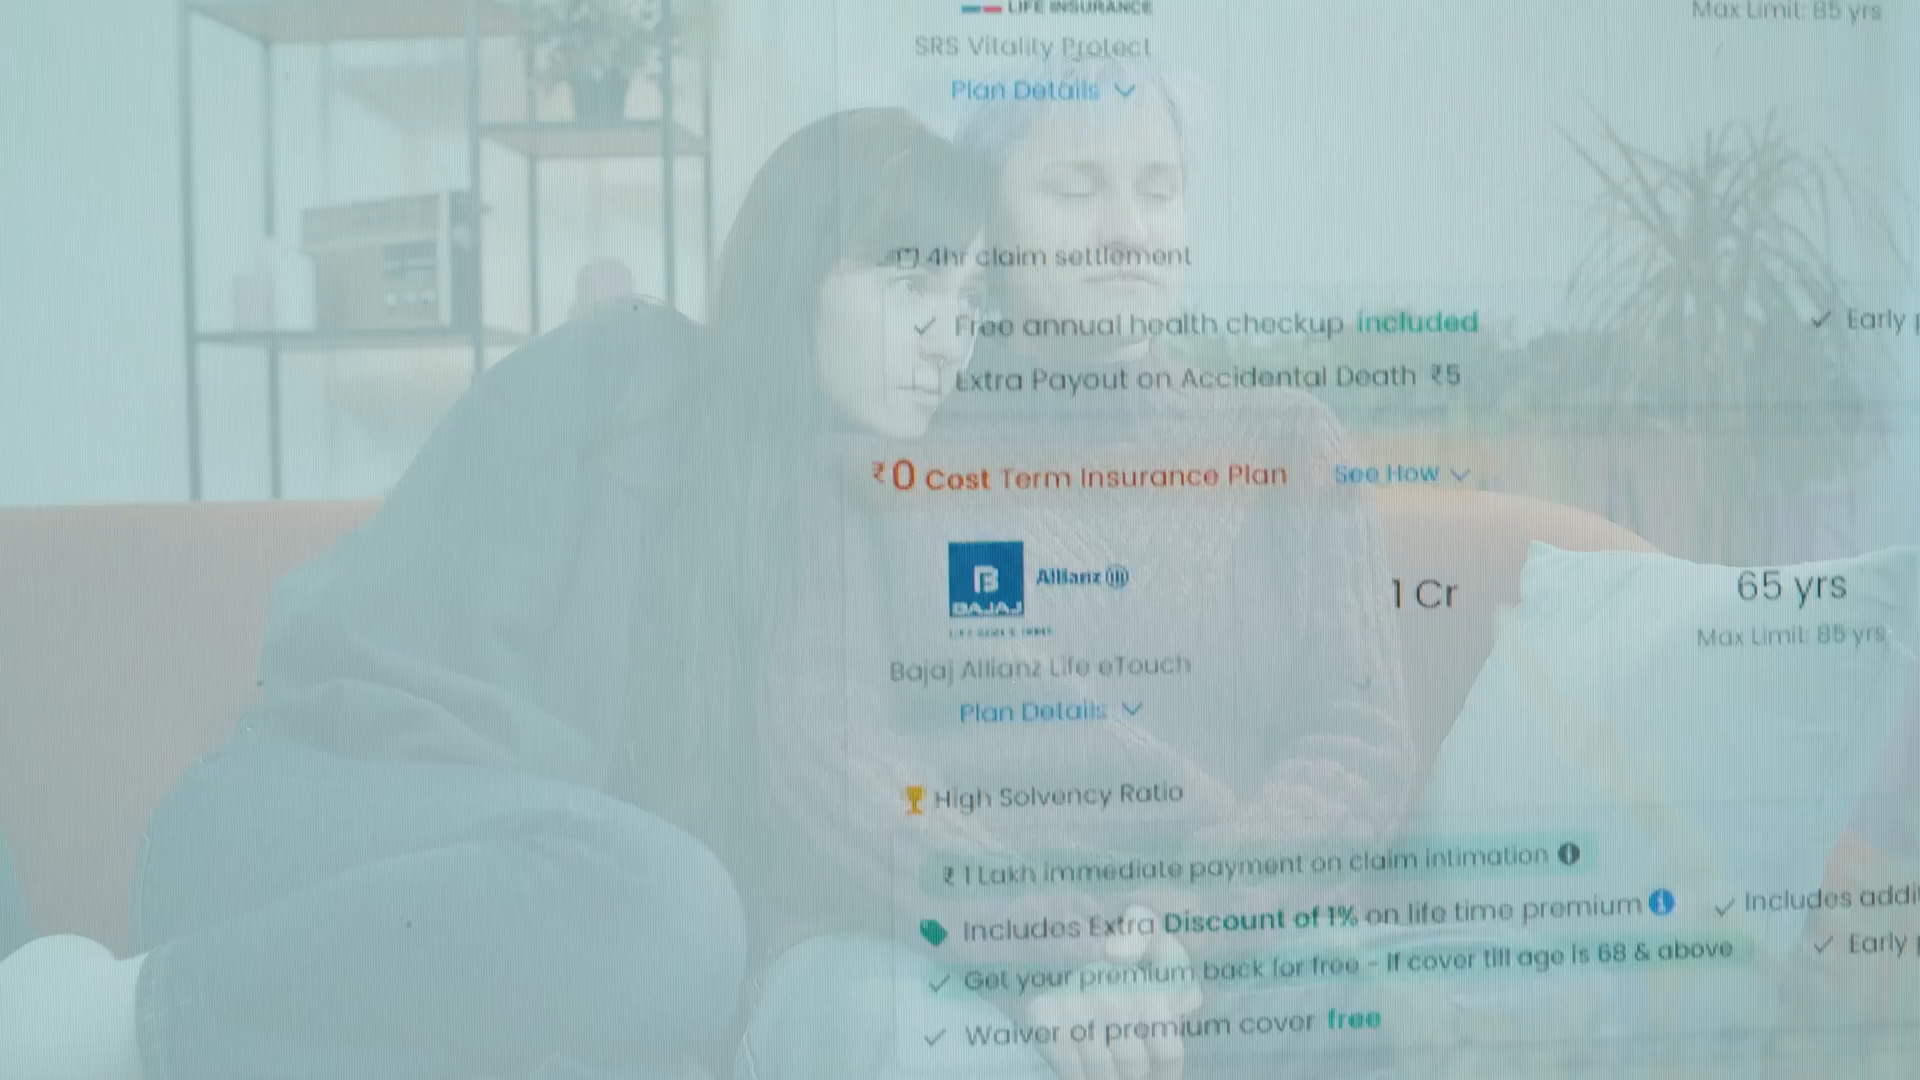 LIFE INSURANCE
Max Limit: 85 yrs
SRS Vitality Protect
Plan Details
4hr claim settlement
Free annual health checkup included
Early
Extra Payout on Accidental Death ₹5
₹0 Cost Term Insurance Plan See How
B
BAJAJ
Allianz
1 Cr
65 yrs
Max Limit: 85 yrs
Bajaj Allianz Life eTouch
Plan Details
High Solvency Ratio
₹ 1 Lakh immediate payment on claim intimation
Includes Extra Discount of 1% on life time premium
Includes
Get your premium back for free - if cover till age is 68 & above
Early
Waiver of premium cover free